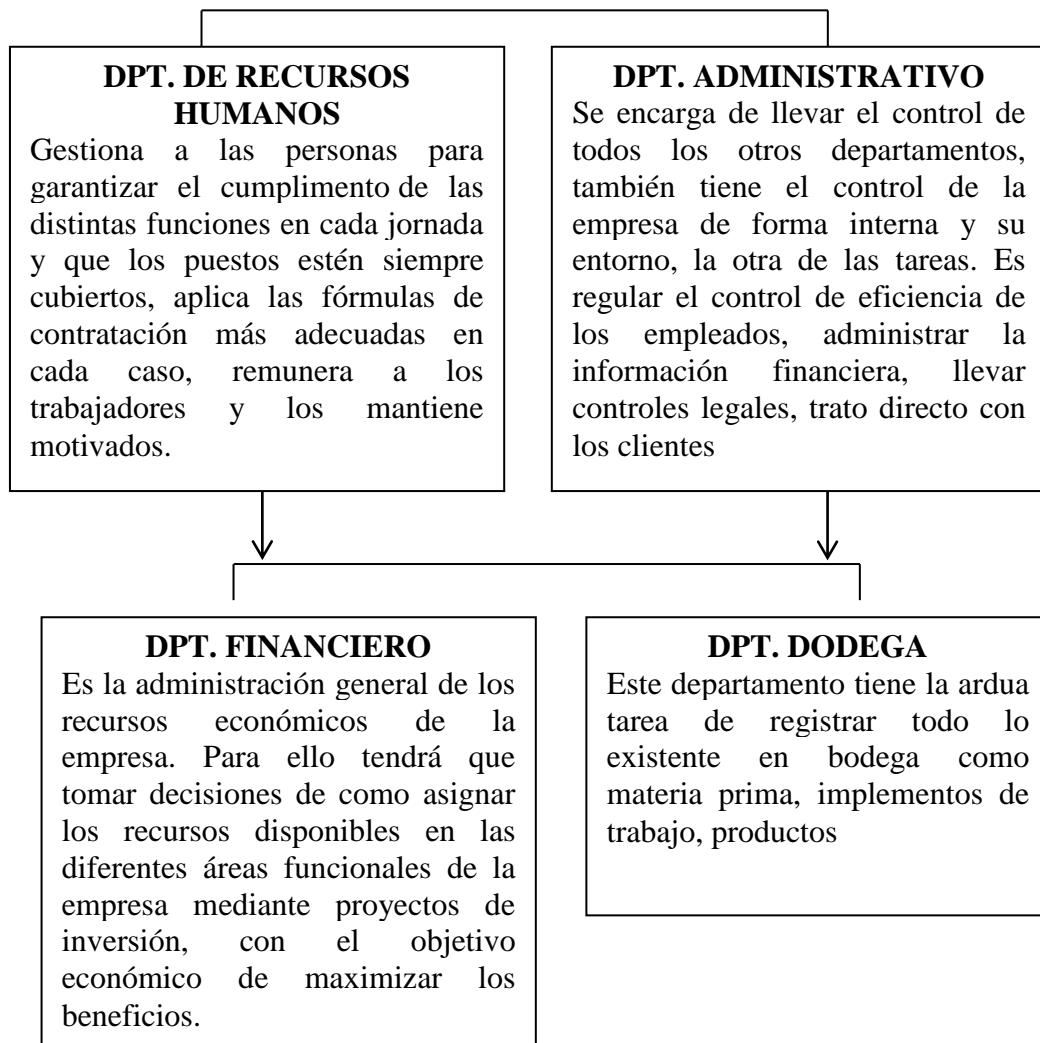 DPT. DE RECURSOS
HUMANOS
Gestiona a las personas para
garantizar el cumplimento de las
distintas funciones en cada jornada
y que los puestos estén siempre
cubiertos, aplica las fórmulas de
contratación más adecuadas en
cada caso, remunera a los
trabajadores y los mantiene
motivados.
DPT. ADMINISTRATIVO
Se encarga de llevar el control de
todos los otros departamentos,
también tiene el control de la
empresa de forma interna y su
entorno, la otra de las tareas. Es
regular el control de eficiencia de
los empleados, administrar la
información financiera, llevar
controles legales, trato directo con
los clientes
DPT. FINANCIERO
Es la administración general de los
recursos económicos de la
empresa. Para ello tendrá que
tomar decisiones de como asignar
los recursos disponibles en las
diferentes áreas funcionales de la
empresa mediante proyectos de
inversión, con el objetivo
económico de maximizar los
beneficios.
DPT. DODEGA
Este departamento tiene la ardua
tarea de registrar todo lo
existente en bodega como
materia prima, implementos de
trabajo, productos